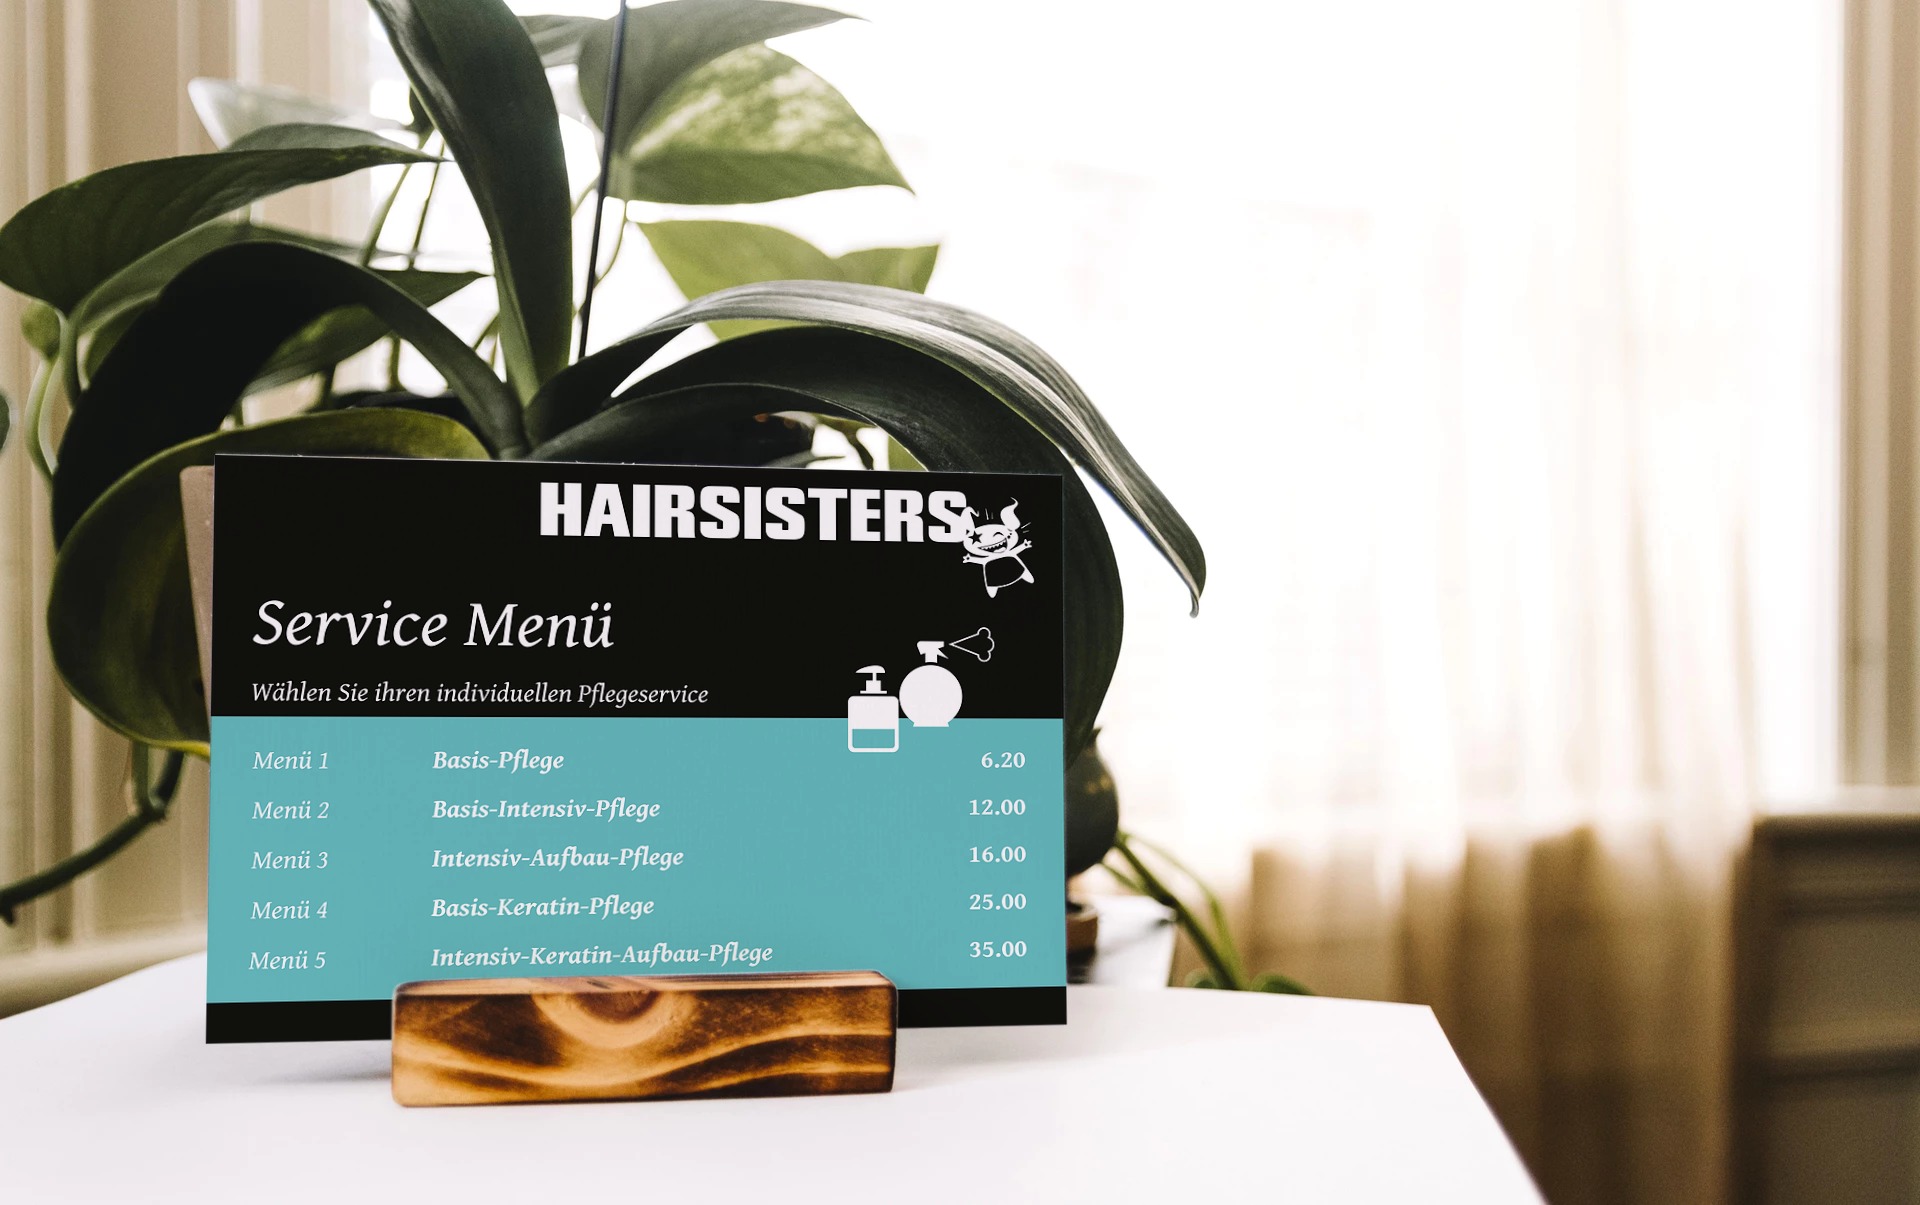 HAIRSISTERS
Service Menü
Wählen Sie ihren individuellen Pflegeservice
Menü 1 Basis-Pflege 6.20
Menü 2 Basis-Intensiv-Pflege 12.00
Menü 3 Intensiv-Aufbau-Pflege 16.00
Menü 4 Basis-Keratin-Pflege 25.00
Menü 5 Intensiv-Keratin-Aufbau-Pflege 35.00